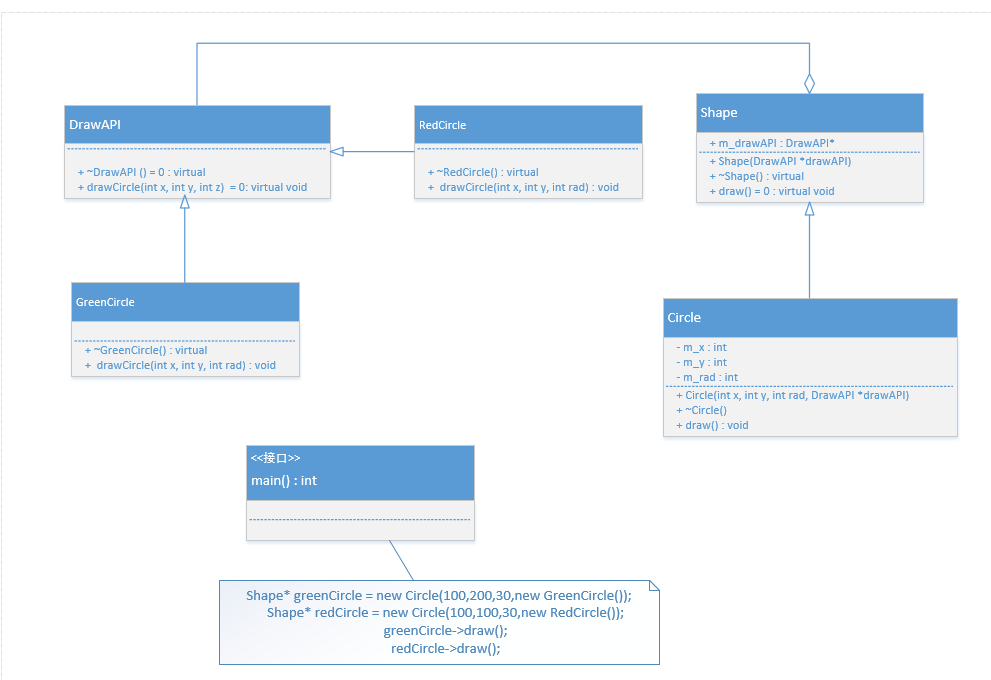 DrawAPI
+ ~DrawAPI () = 0 : virtual
+ drawCircle(int x, int y, int z) = 0: virtual void
RedCircle
+ ~RedCircle() : virtual
+ drawCircle(int x, int y, int rad) : void
Shape
+ m_drawAPI : DrawAPI*
+ Shape(DrawAPI *drawAPI)
+ ~Shape() : virtual
+ draw() = 0 : virtual void
GreenCircle
+ ~GreenCircle() : virtual
+ drawCircle(int x, int y, int rad) : void
Circle
- m_x : int
- m_y : int
- m_rad : int
+ Circle(int x, int y, int rad, DrawAPI *drawAPI)
+ ~Circle()
+ draw() : void
<<接口>>
main() : int
Shape* greenCircle = new Circle(100,200,30,new GreenCircle());
Shape* redCircle = new Circle(100,100,30,new RedCircle());
greenCircle->draw();
redCircle->draw();